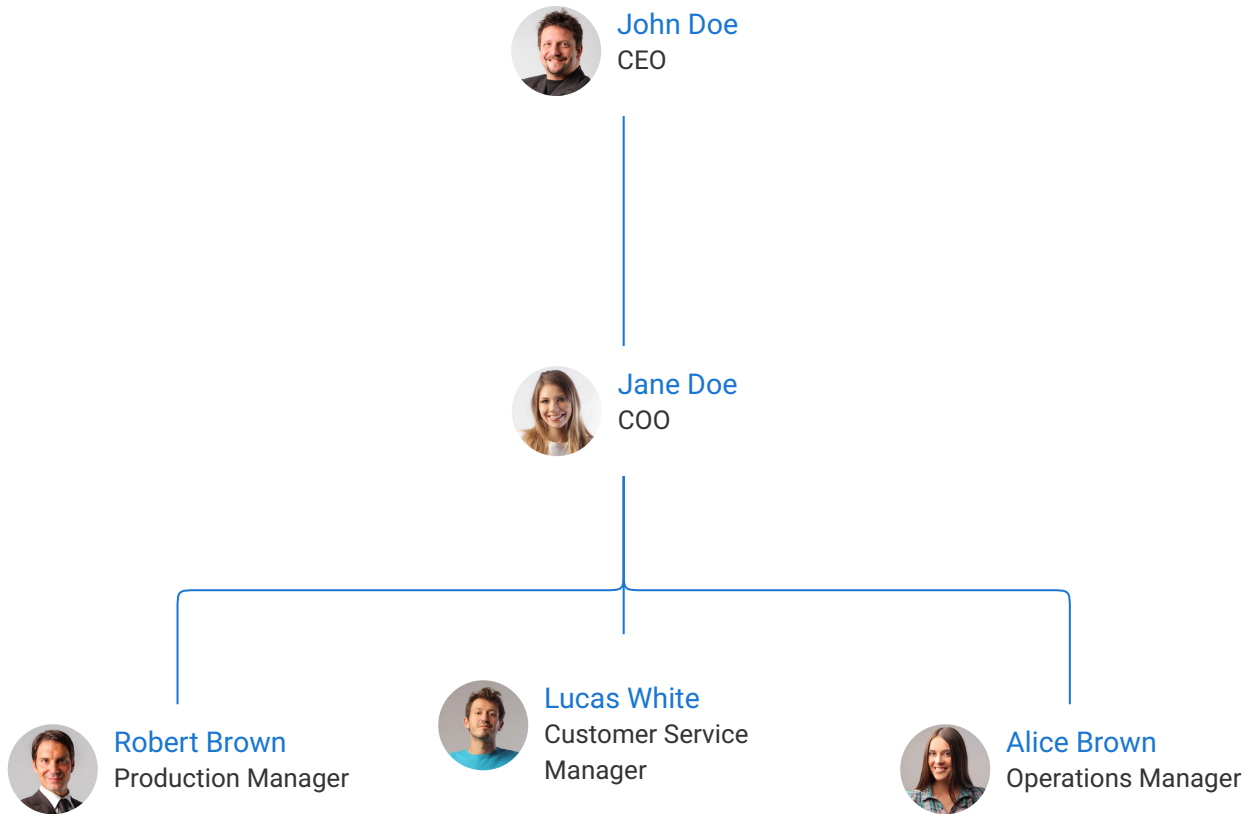 John Doe
CEO
Jane Doe
COO
Robert Brown
Production Manager
Lucas White
Customer Service
Manager
Alice Brown
Operations Manager